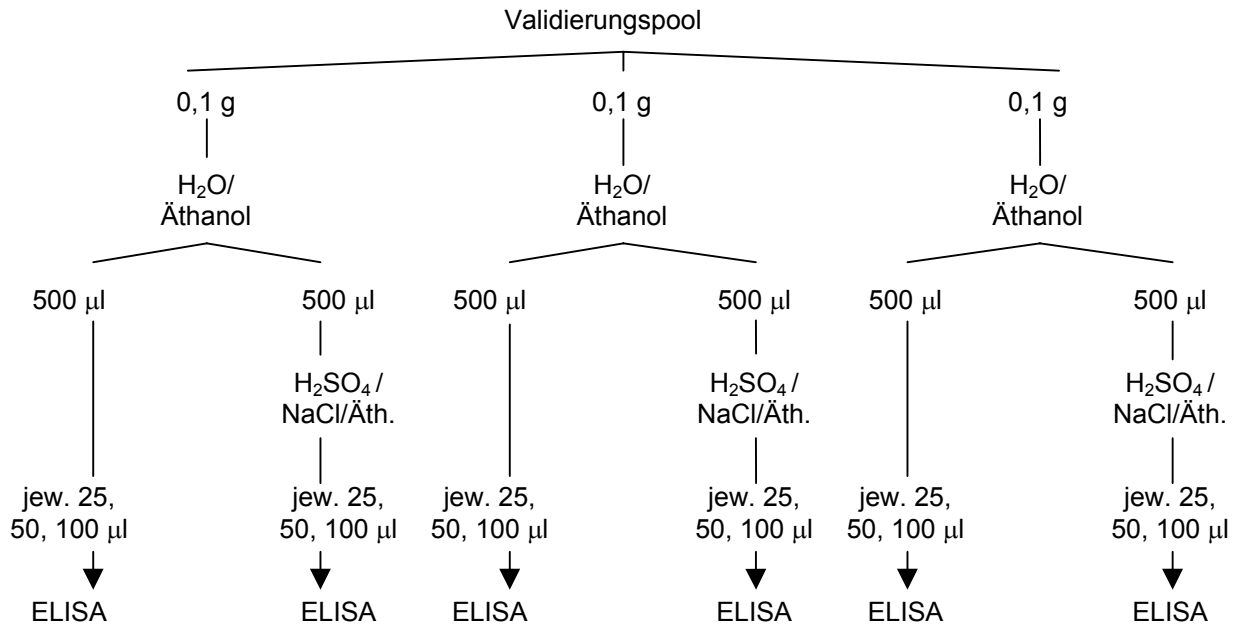 Validierungspool
0,1 g 0,1 g 0,1 g
H₂O/ H₂O/ H₂O/
Äthanol Äthanol Äthanol
500 µl 500 µl 500 µl 500 µl 500 µl 500 µl
H₂SO₄ / H₂SO₄ / H₂SO₄ /
NaCl/Äth. NaCl/Äth. NaCl/Äth.
jew. 25, jew. 25, jew. 25, jew. 25, jew. 25, jew. 25,
50, 100 µl 50, 100 µl 50, 100 µl 50, 100 µl 50, 100 µl 50, 100 µl
ELISA ELISA ELISA ELISA ELISA ELISA